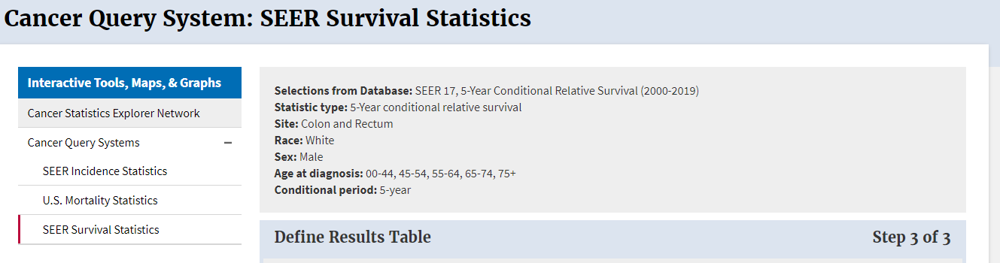 Cancer Query System: SEER Survival Statistics
Interactive Tools, Maps, & Graphs
Cancer Statistics Explorer Network
Cancer Query Systems
SEER Incidence Statistics
U.S. Mortality Statistics
SEER Survival Statistics
Selections from Database: SEER 17, 5-Year Conditional Relative Survival (2000-2019)
Statistic type: 5-Year conditional relative survival
Site: Colon and Rectum
Race: White
Sex: Male
Age at diagnosis: 00-44, 45-54, 55-64, 65-74, 75+
Conditional period: 5-year
Define Results Table
Step 3 of 3